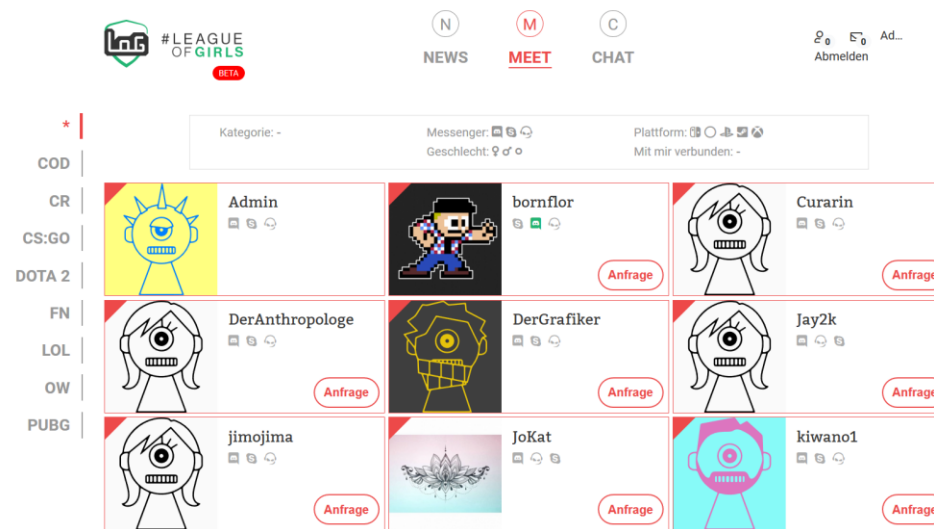 LOG
#LEAGUE
OFGIRLS
BETA
N
M
C
NEWS
MEET
CHAT
0
0
Ad...
Abmelden
*
COD
CR
CS:GO
DOTA 2
FN
LOL
OW
PUBG
Kategorie: -
Messenger:
Plattform:
Geschlecht:
Mit mir verbunden: -
Admin
bornflor
Anfrage
Curarin
Anfrage
DerAnthropologe
Anfrage
DerGrafiker
Anfrage
Jay2k
Anfrage
jimojima
Anfrage
JoKat
Anfrage
kiwano1
Anfrage